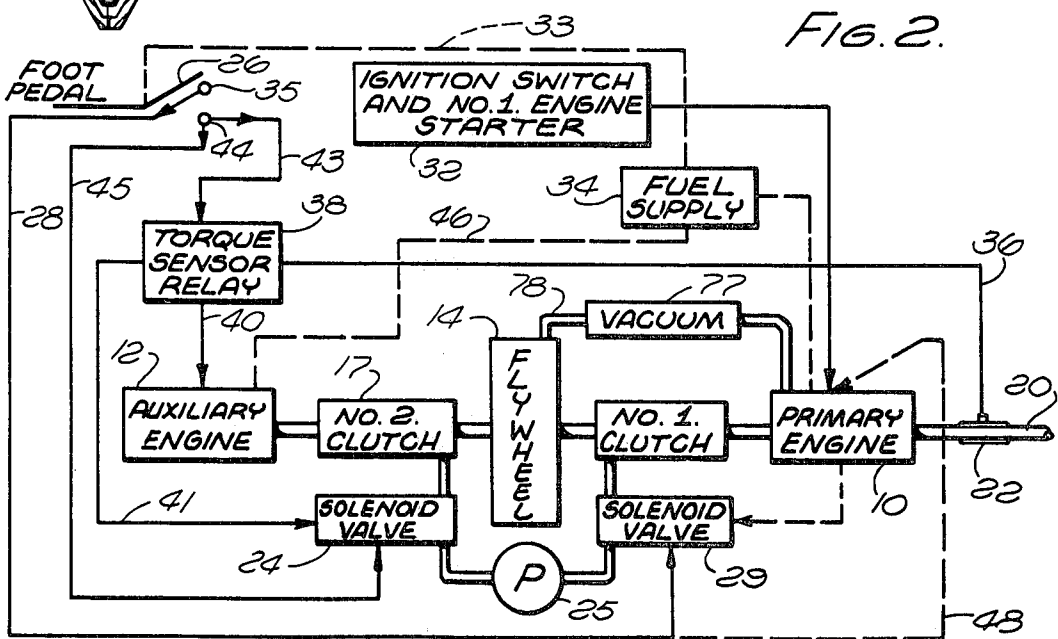 FIG. 2.
33
FOOT
PEDAL
26
35
IGNITION SWITCH
AND NO.1. ENGINE
STARTER
32
44
43
45
28
34
FUEL
SUPPLY
38
TORQUE
SENSOR
RELAY
46
36
40
78
77
VACUUM
14
FLYWHEEL
12
AUXILIARY
ENGINE
17
NO. 2.
CLUTCH
NO. 1.
CLUTCH
PRIMARY
ENGINE
10
20
22
41
SOLENOID
VALVE
24
P
25
SOLENOID
VALVE
29
48